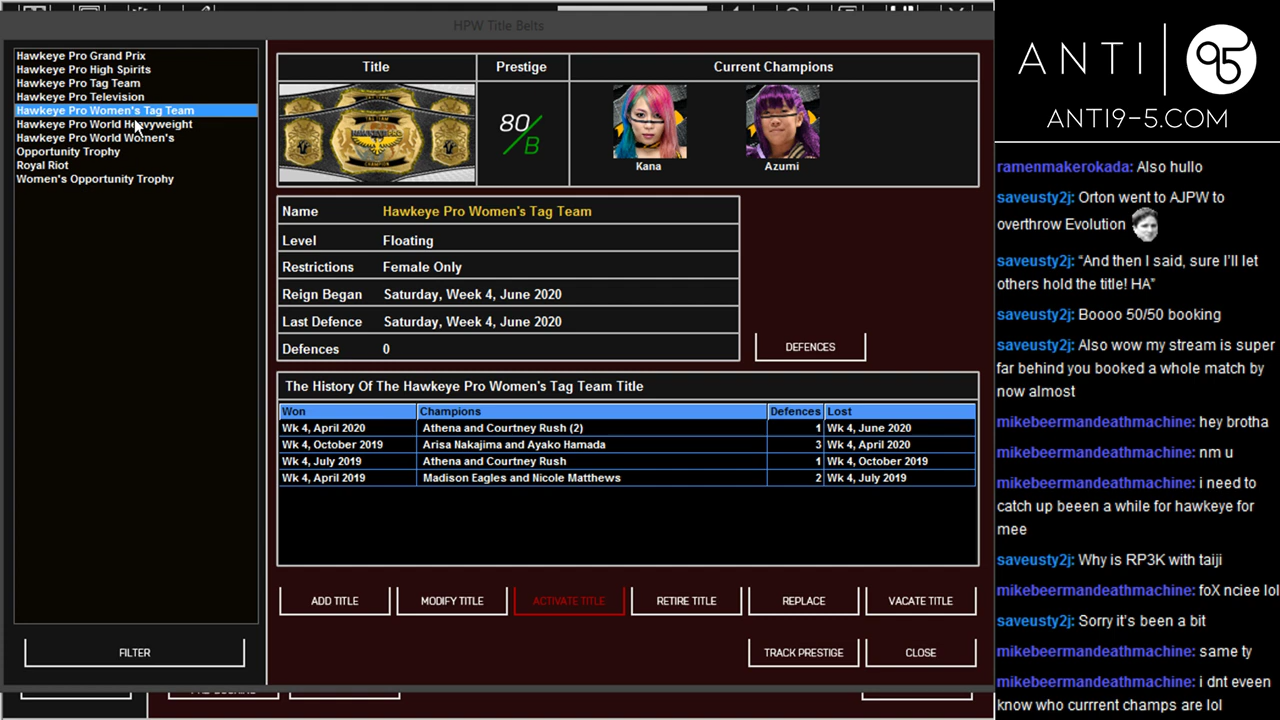 HPW Title Belts
Hawkeye Pro Grand Prix
Hawkeye Pro High Spirits
Hawkeye Pro Tag Team
Hawkeye Pro Television
Hawkeye Pro Women's Tag Team
Hawkeye Pro World Heavyweight
Hawkeye Pro World Women's
Opportunity Trophy
Royal Riot
Women's Opportunity Trophy
FILTER
Title Prestige Current Champions
80/B
Kana Azumi
Name Hawkeye Pro Women's Tag Team
Level Floating
Restrictions Female Only
Reign Began Saturday, Week 4, June 2020
Last Defence Saturday, Week 4, June 2020
Defences 0
DEFENCES
The History Of The Hawkeye Pro Women's Tag Team Title
Won Champions Defences Lost
Wk 4, April 2020 Athena and Courtney Rush (2) 1 Wk 4, June 2020
Wk 4, October 2019 Arisa Nakajima and Ayako Hamada 3 Wk 4, April 2020
Wk 4, July 2019 Athena and Courtney Rush 1 Wk 4, October 2019
Wk 4, April 2019 Madison Eagles and Nicole Matthews 2 Wk 4, July 2019
ADD TITLE MODIFY TITLE ACTIVATE TITLE RETIRE TITLE REPLACE VACATE TITLE
TRACK PRESTIGE CLOSE
ANTI 95
ANTI9-5.COM
ramenmakerokada: Also hullo
saveusty2j: Orton went to AJPW to
overthrow Evolution
saveusty2j: “And then I said, sure I’ll let
others hold the title! HA”
saveusty2j: Boooo 50/50 booking
saveusty2j: Also wow my stream is super
far behind you booked a whole match by
now almost
mikebeermandeathmachine: hey brotha
mikebeermandeathmachine: nm u
mikebeermandeathmachine: i need to
catch up beeen a while for hawkeye for
mee
saveusty2j: Why is RP3K with taiji
mikebeermandeathmachine: foX nciee lol
saveusty2j: Sorry it’s been a bit
mikebeermandeathmachine: same ty
mikebeermandeathmachine: i dnt eveen
know who currrent champs are lol